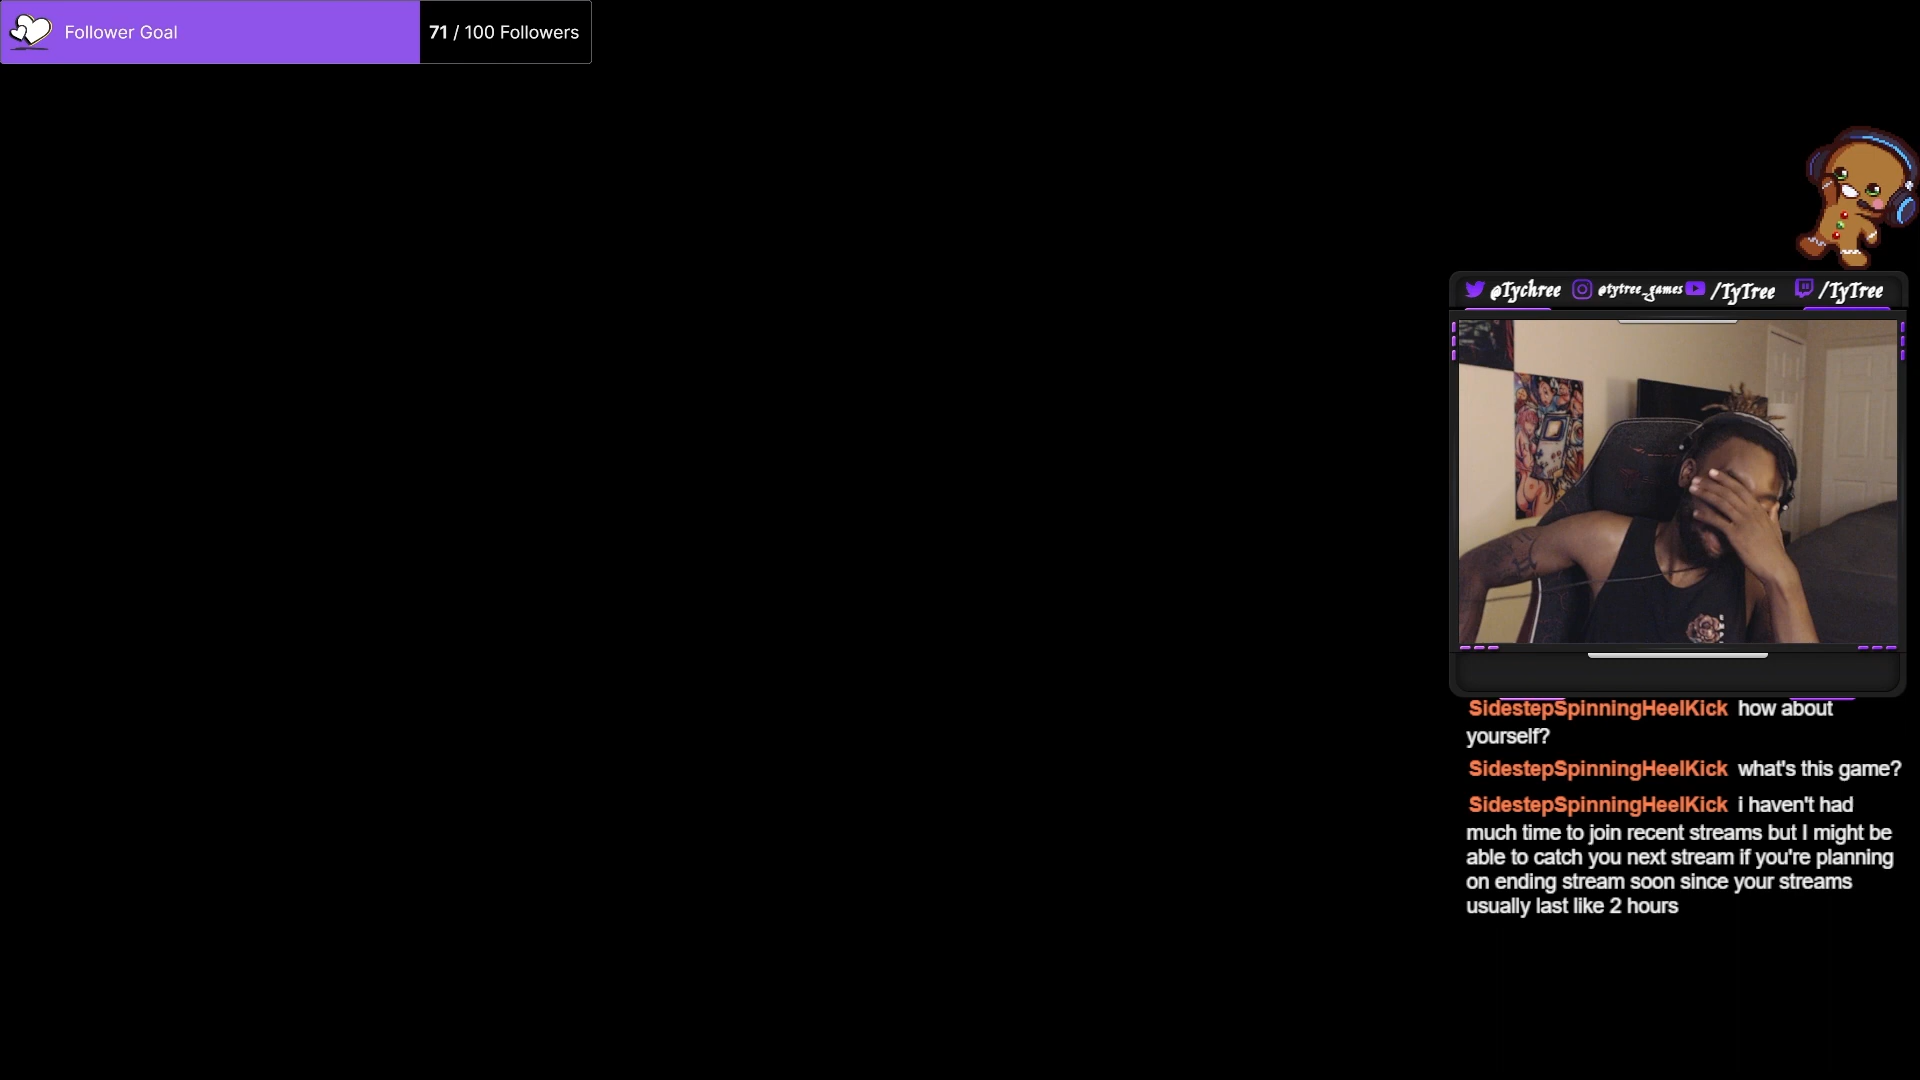 Follower Goal
71 / 100 Followers
@Tychree @tytree_games /TyTree /TyTree
SidestepSpinningHeelKick how about
yourself?
SidestepSpinningHeelKick what's this game?
SidestepSpinningHeelKick i haven't had
much time to join recent streams but I might be
able to catch you next stream if you're planning
on ending stream soon since your streams
usually last like 2 hours